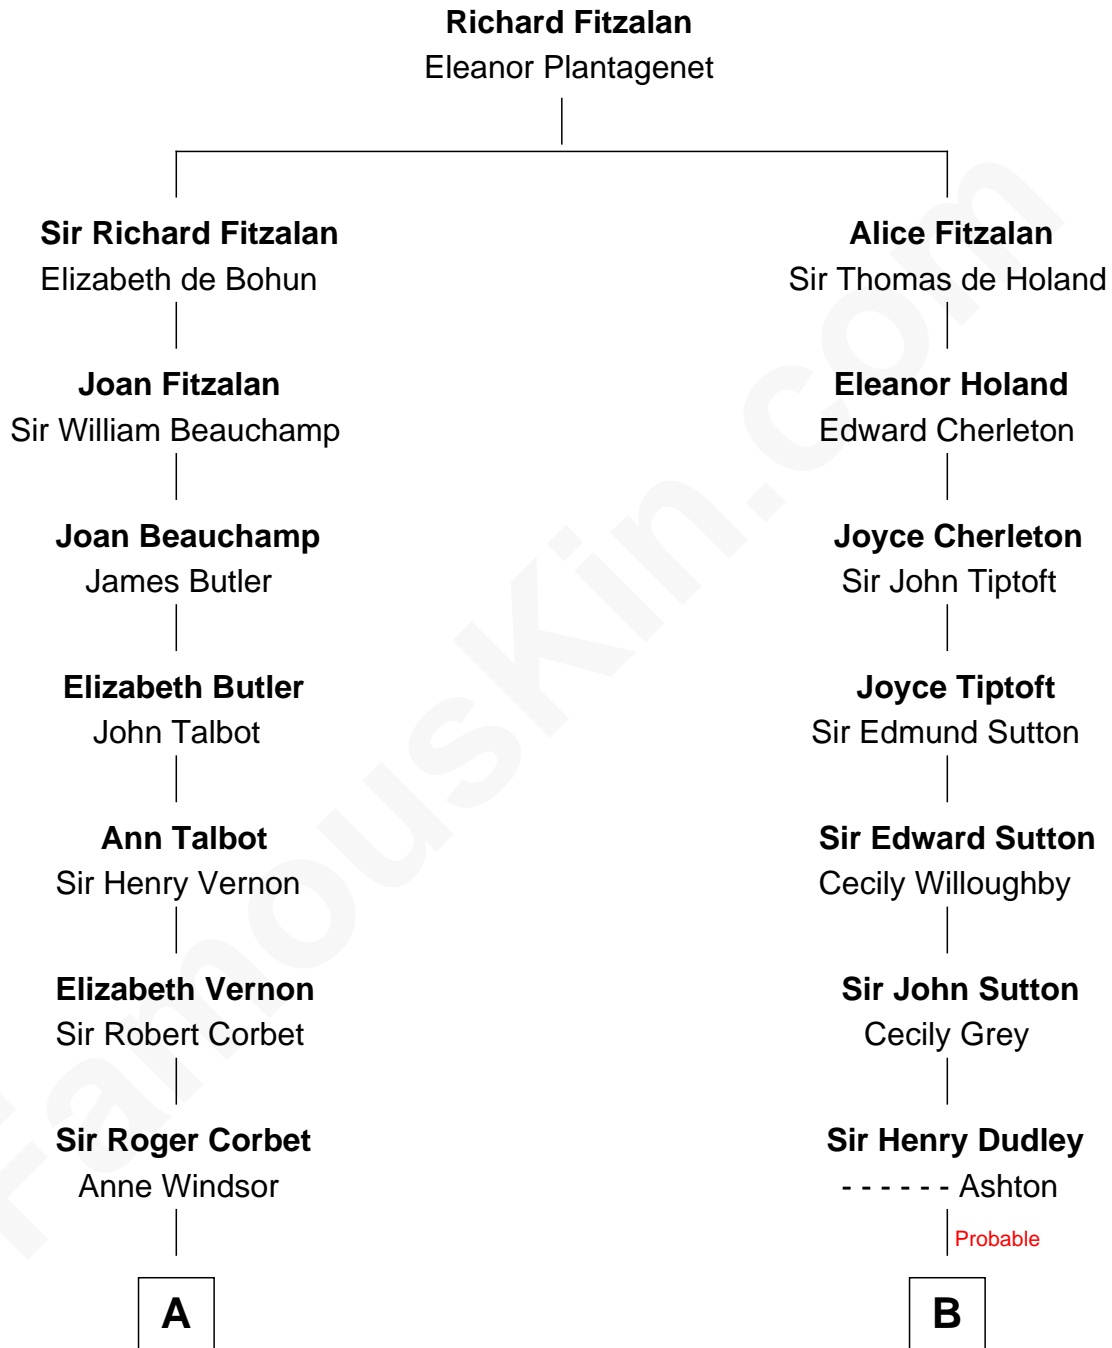 Richard Fitzalan
Eleanor Plantagenet
Sir Richard Fitzalan
Elizabeth de Bohun
Alice Fitzalan
Sir Thomas de Holand
Joan Fitzalan
Sir William Beauchamp
Eleanor Holand
Edward Cherleton
Joan Beauchamp
James Butler
Joyce Cherleton
Sir John Tiptoft
Elizabeth Butler
John Talbot
Joyce Tiptoft
Sir Edmund Sutton
Ann Talbot
Sir Henry Vernon
Sir Edward Sutton
Cecily Willoughby
Elizabeth Vernon
Sir Robert Corbet
Sir John Sutton
Cecily Grey
Sir Roger Corbet
Anne Windsor
Sir Henry Dudley
- - - - - - Ashton
Probable
A
B
FamousKin.com